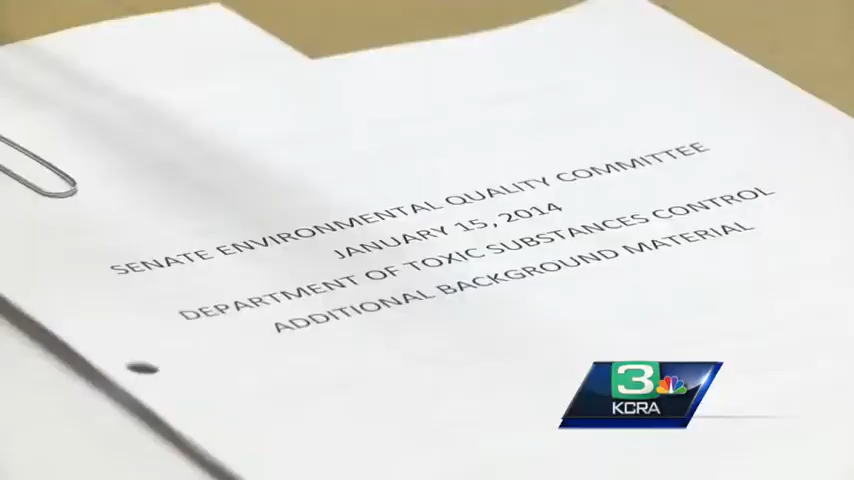 SENATE ENVIRONMENTAL QUALITY COMMITTEE
JANUARY 15, 2014
DEPARTMENT OF TOXIC SUBSTANCES CONTROL
ADDITIONAL BACKGROUND MATERIAL
3
KCRA